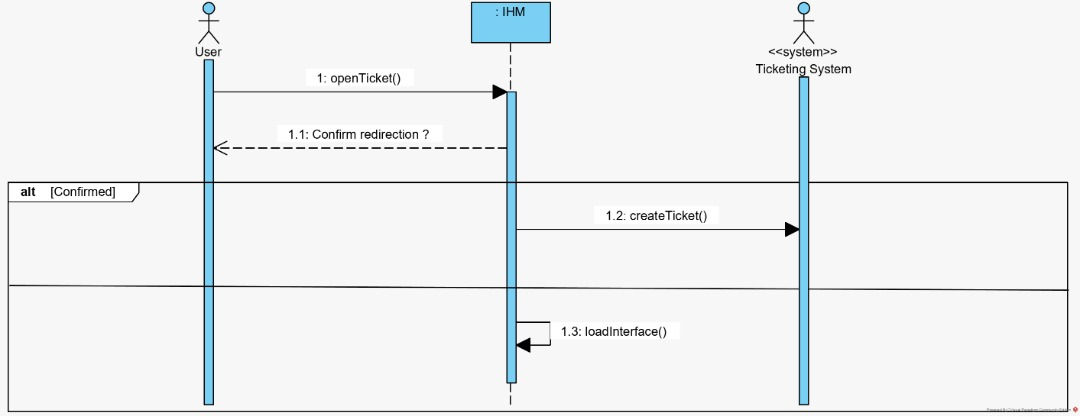 : IHM
User
<<system>>
Ticketing System
1: openTicket()
1.1: Confirm redirection ?
alt [Confirmed]
1.2: createTicket()
1.3: loadInterface()